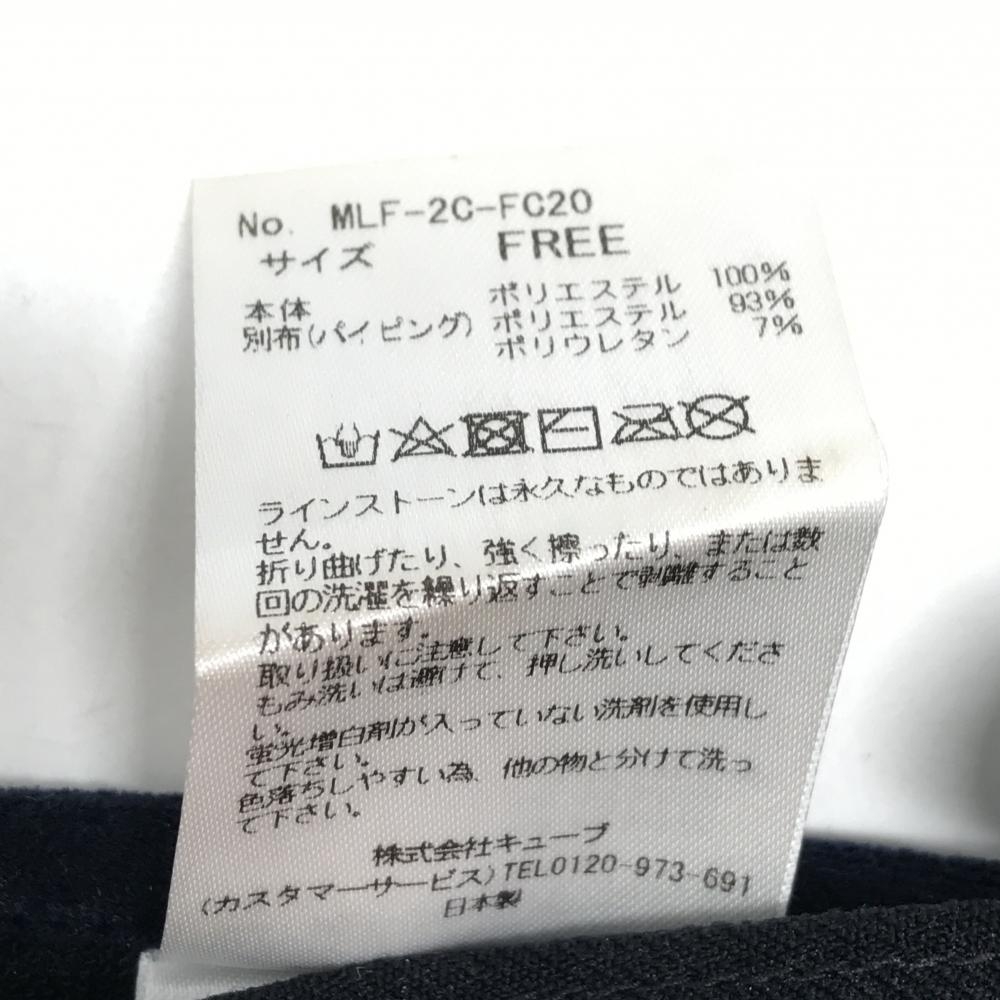 No. MLF-2C-FC20
サイズ FREE
本体 ポリエステル 100%
別布(パイピング) ポリエステル 93%
ポリウレタン 7%
ラインストーンは永久なものではありま
せん。
折り曲げたり、強く擦ったり、または数
回の洗濯を繰り返すことで剥離すること
があります。
取り扱いに注意して下さい。
もみ洗いは避けて、押し洗いしてくださ
い。
蛍光増白剤が入っていない洗剤を使用し
て下さい。
色落ちしやすい為、他の物と分けて洗っ
て下さい。
株式会社キューブ
(カスタマーサービス)TEL0120-973-691
日本製